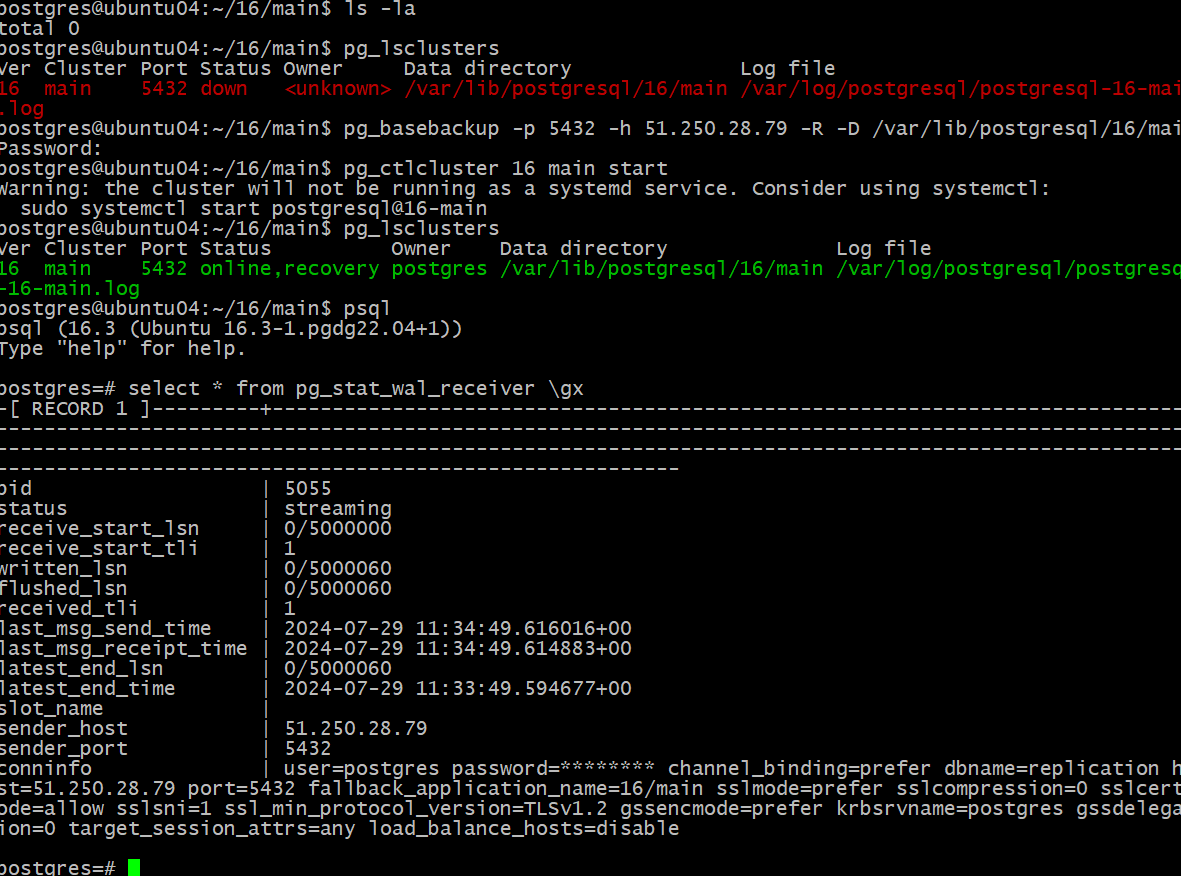 postgres@ubuntu04:~/16/main$ ls -la
total 0
postgres@ubuntu04:~/16/main$ pg_lsclusters
Ver Cluster Port Status Owner     Data directory              Log file
16  main    5432 down   <unknown> /var/lib/postgresql/16/main /var/log/postgresql/postgresql-16-mai
.log
postgres@ubuntu04:~/16/main$ pg_basebackup -p 5432 -h 51.250.28.79 -R -D /var/lib/postgresql/16/mai
Password:
postgres@ubuntu04:~/16/main$ pg_ctlcluster 16 main start
Warning: the cluster will not be running as a systemd service. Consider using systemctl:
  sudo systemctl start postgresql@16-main
postgres@ubuntu04:~/16/main$ pg_lsclusters
Ver Cluster Port Status          Owner    Data directory              Log file
16  main    5432 online,recovery postgres /var/lib/postgresql/16/main /var/log/postgresql/postgresq
-16-main.log
postgres@ubuntu04:~/16/main$ psql
psql (16.3 (Ubuntu 16.3-1.pgdg22.04+1))
Type "help" for help.
postgres=# select * from pg_stat_wal_receiver \gx
-[ RECORD 1 ]---------+----------------------------------------------------------------------------
---------------------------------------------------------------------------------------------------
---------------------------------------------------------------------------------------------------
---------------------------------------------------------
pid                   | 5055
status                | streaming
receive_start_lsn     | 0/5000000
receive_start_tli     | 1
written_lsn           | 0/5000060
flushed_lsn           | 0/5000060
received_tli          | 1
last_msg_send_time    | 2024-07-29 11:34:49.616016+00
last_msg_receipt_time | 2024-07-29 11:34:49.614883+00
latest_end_lsn        | 0/5000060
latest_end_time       | 2024-07-29 11:33:49.594677+00
slot_name             |
sender_host           | 51.250.28.79
sender_port           | 5432
conninfo              | user=postgres password=******** channel_binding=prefer dbname=replication h
st=51.250.28.79 port=5432 fallback_application_name=16/main sslmode=prefer sslcompression=0 sslcert
ode=allow sslsni=1 ssl_min_protocol_version=TLSv1.2 gssencmode=prefer krbsrvname=postgres gssdelega
ion=0 target_session_attrs=any load_balance_hosts=disable
postgres=#